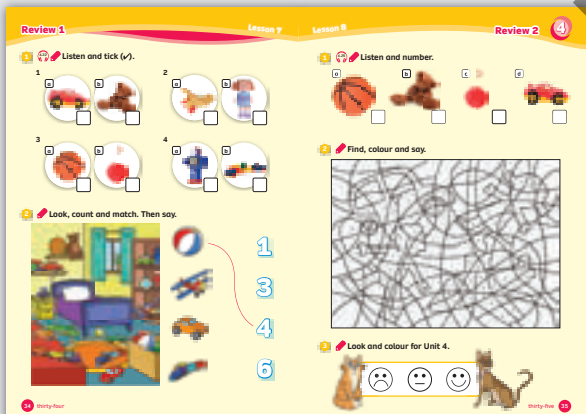 Review 1
Lesson 7
1 Listen and tick (✓).
1
a
b
2
a
b
3
a
b
4
a
b
2 Look, count and match. Then say.
1
3
4
6
34 thirty-four
Lesson 8
Review 2
4
1 Listen and number.
a
b
c
d
2 Find, colour and say.
3 Look and colour for Unit 4.
thirty-five 35